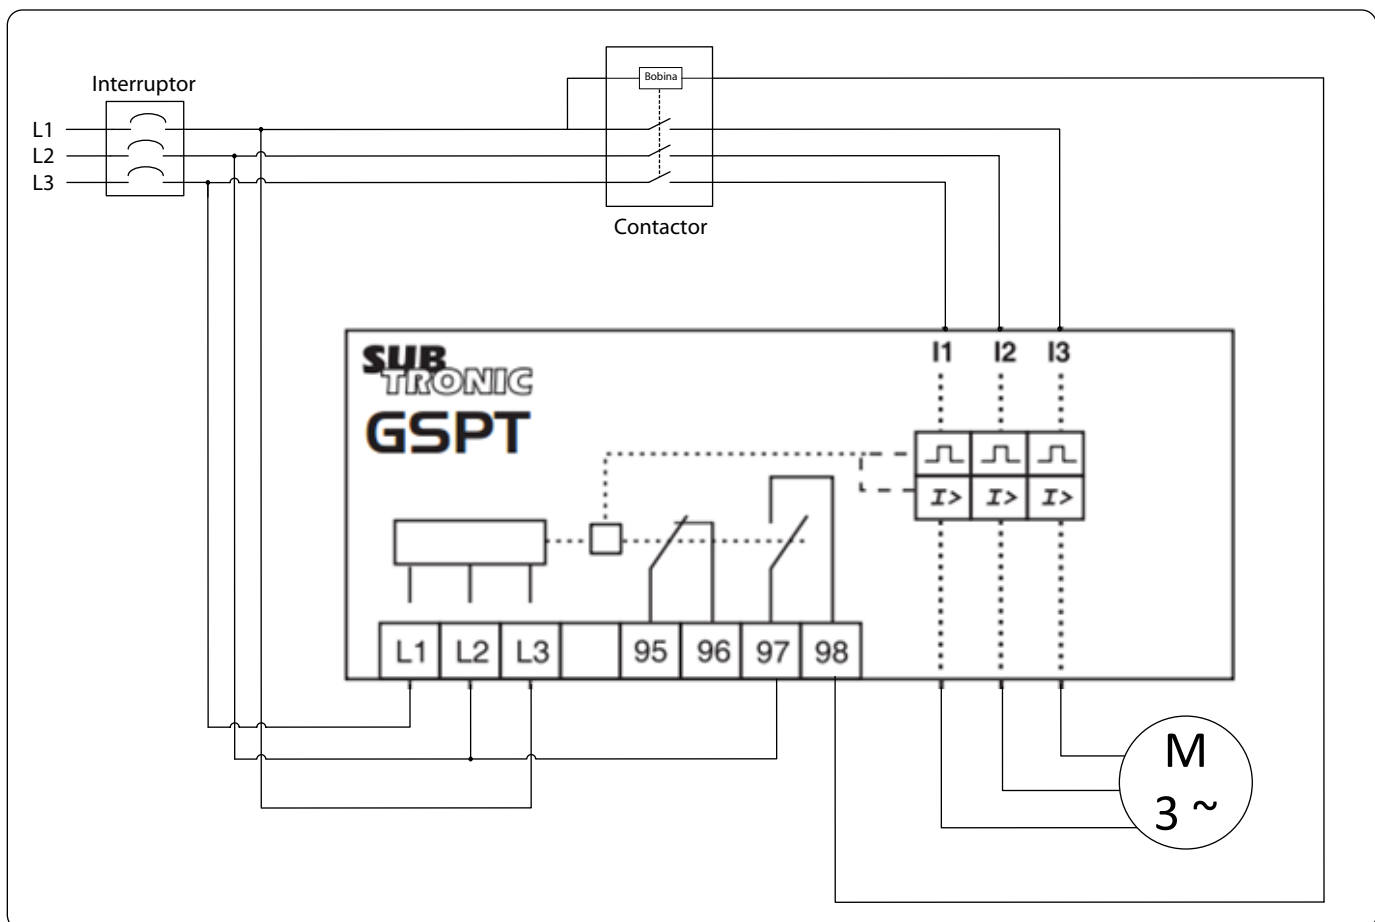 Interruptor
Bobina
L1
L2
L3
Contactor
SUB
TRONIC
GSPT
I1 I2 I3
I> I> I>
L1 L2 L3 95 96 97 98
M
3 ~